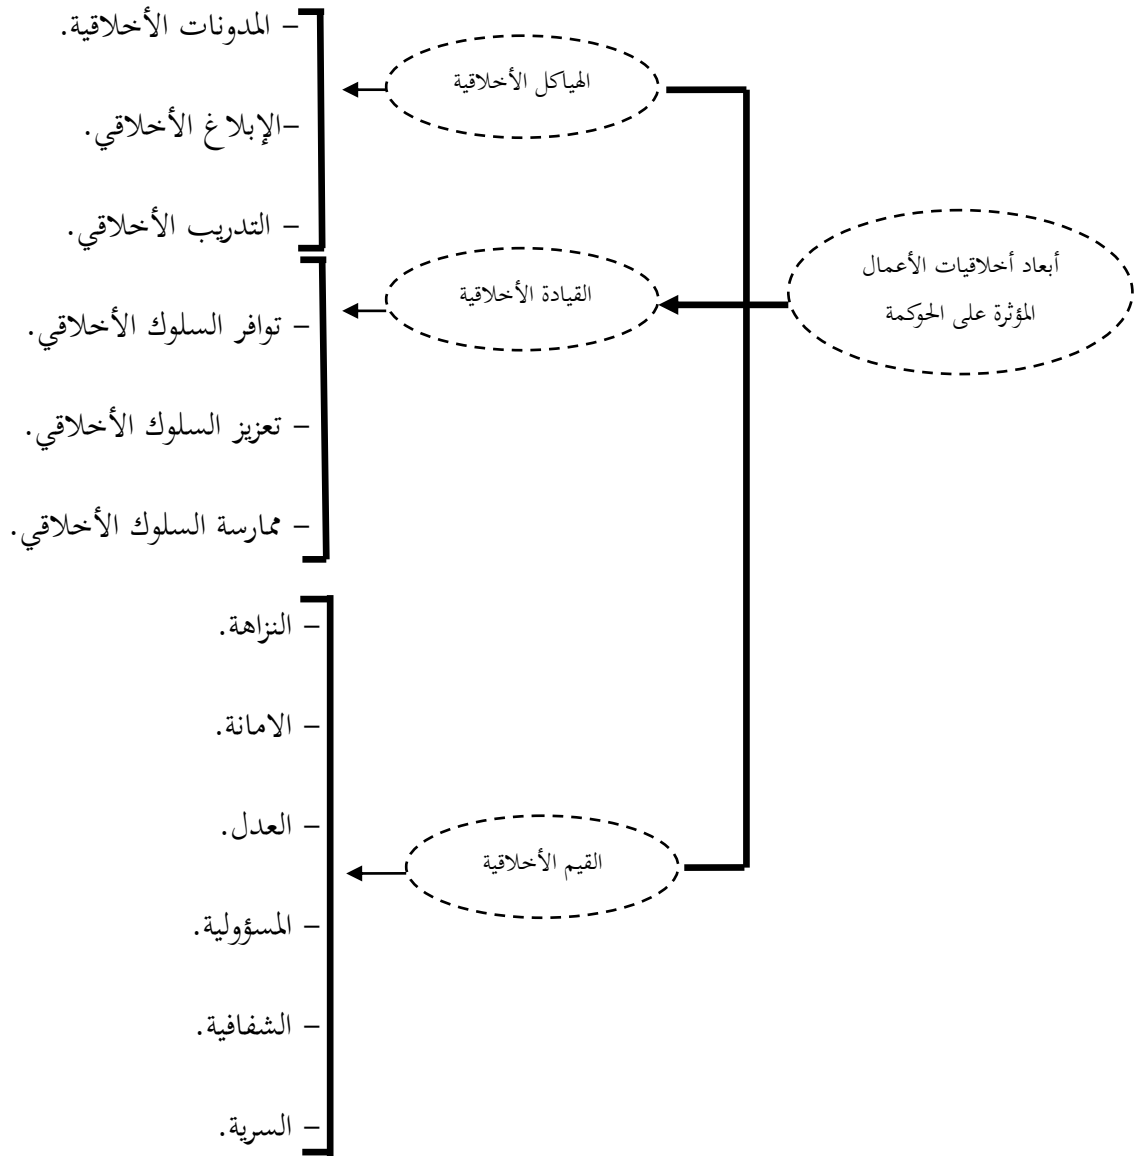 أبعاد أخلاقيات الأعمال
المؤثرة على الحوكمة
الهياكل الأخلاقية
– المدونات الأخلاقية.
–الإبلاغ الأخلاقي.
– التدريب الأخلاقي.
القيادة الأخلاقية
– توافر السلوك الأخلاقي.
– تعزيز السلوك الأخلاقي.
– ممارسة السلوك الأخلاقي.
القيم الأخلاقية
– النزاهة.
– الامانة.
– العدل.
– المسؤولية.
– الشفافية.
– السرية.